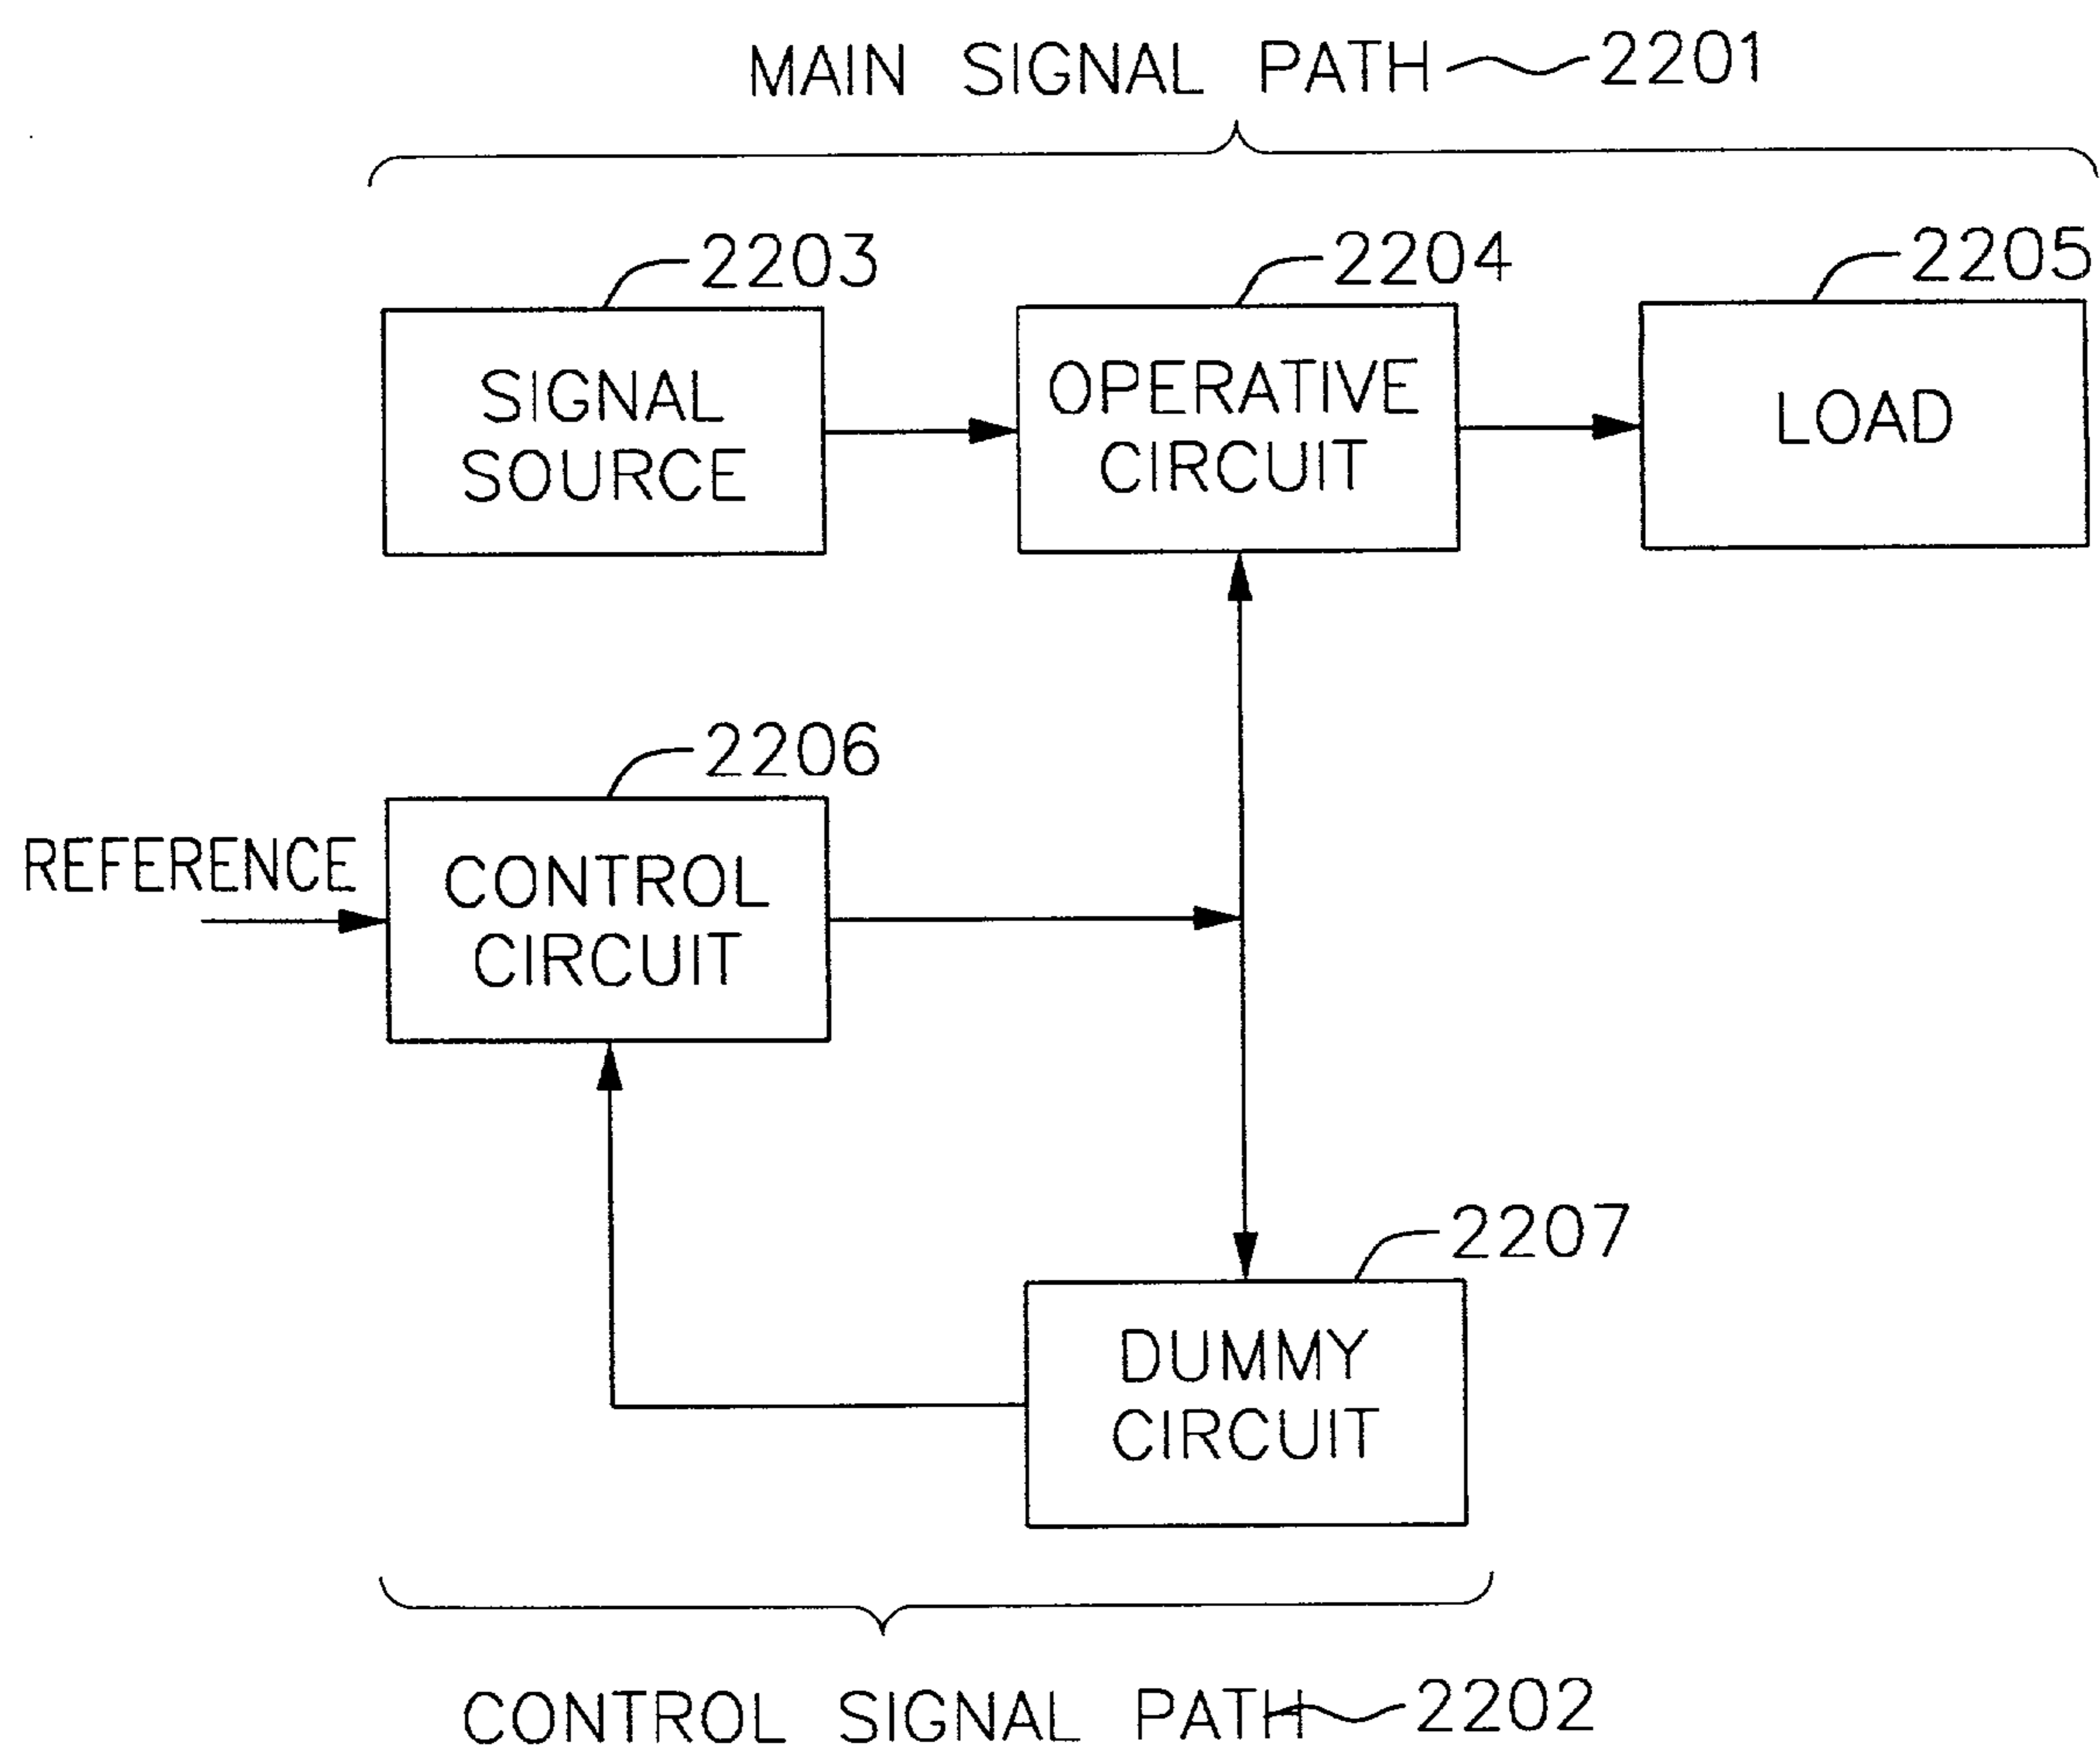 MAIN SIGNAL PATH 2201
2203
2204
2205
SIGNAL
SOURCE
OPERATIVE
CIRCUIT
LOAD
2206
REFERENCE
CONTROL
CIRCUIT
2207
DUMMY
CIRCUIT
CONTROL SIGNAL PATH 2202